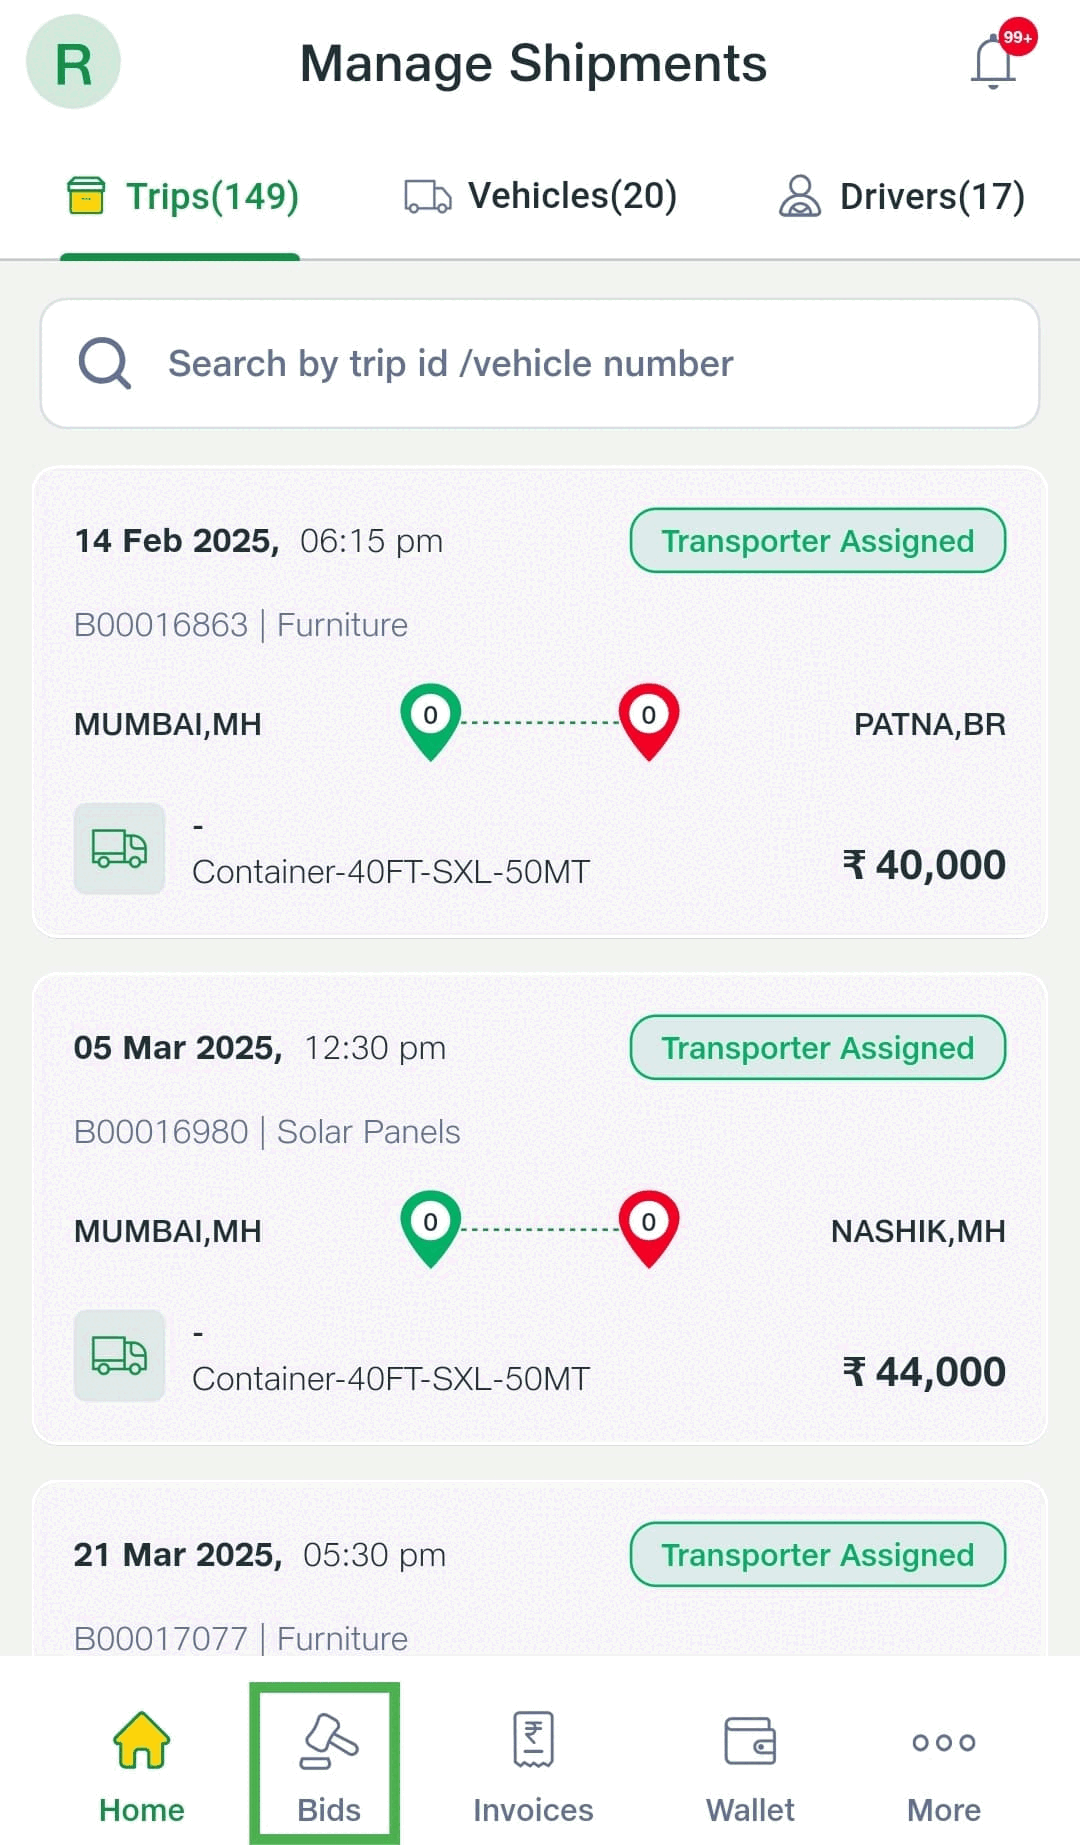 R
Manage Shipments
99+
Trips(149)
Vehicles(20)
Drivers(17)
Search by trip id /vehicle number
14 Feb 2025, 06:15 pm
Transporter Assigned
B00016863 | Furniture
MUMBAI,MH
0
0
PATNA,BR
-
Container-40FT-SXL-50MT
₹ 40,000
05 Mar 2025, 12:30 pm
Transporter Assigned
B00016980 | Solar Panels
MUMBAI,MH
0
0
NASHIK,MH
-
Container-40FT-SXL-50MT
₹ 44,000
21 Mar 2025, 05:30 pm
Transporter Assigned
B00017077 | Furniture
₹
Home
Bids
Invoices
Wallet
More